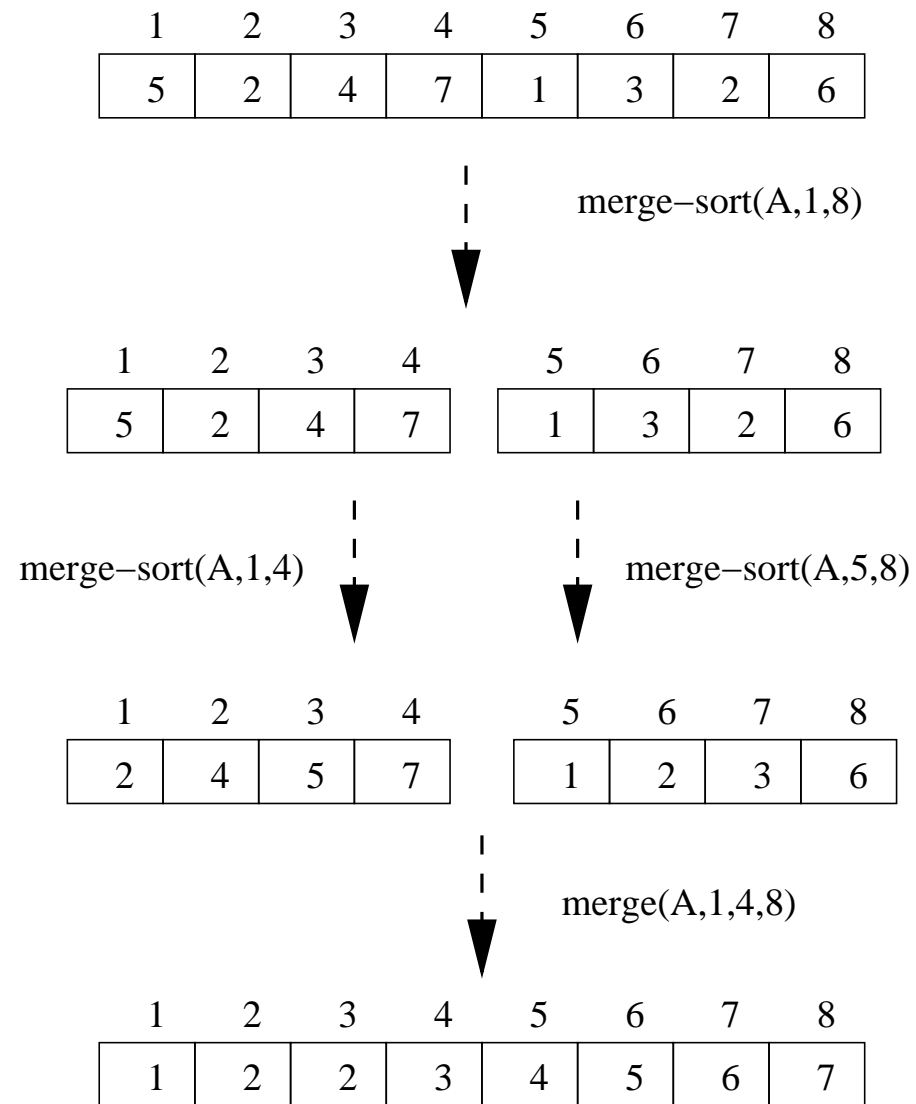 1 2 3 4 5 6 7 8
5 2 4 7 1 3 2 6
merge−sort(A,1,8)
1 2 3 4 5 6 7 8
5 2 4 7 1 3 2 6
merge−sort(A,1,4) merge−sort(A,5,8)
1 2 3 4 5 6 7 8
2 4 5 7 1 2 3 6
merge(A,1,4,8)
1 2 3 4 5 6 7 8
1 2 2 3 4 5 6 7